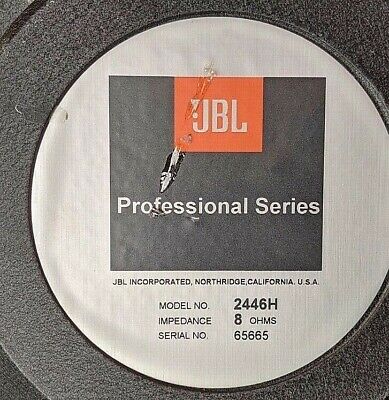 JBL
Professional Series
JBL INCORPORATED, NORTHRIDGE,CALIFORNIA. U.S.A.
MODEL NO. 2446H
IMPEDANCE 8 OHMS
SERIAL NO. 65665